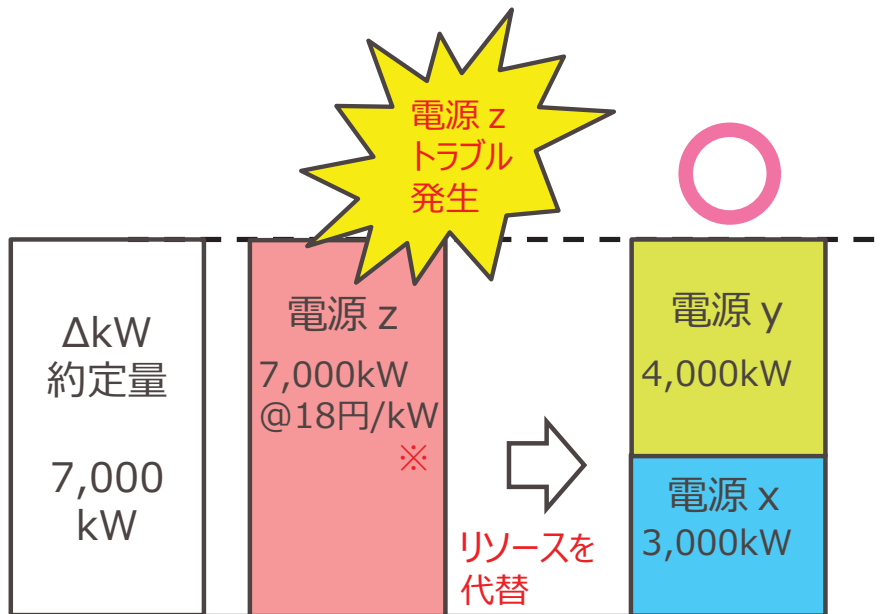 電源 z
トラブル
発生
ΔkW
約定量
7,000
kW
電源 z
7,000kW
@18円/kW
※
リソースを
代替
電源 y
4,000kW
電源 x
3,000kW